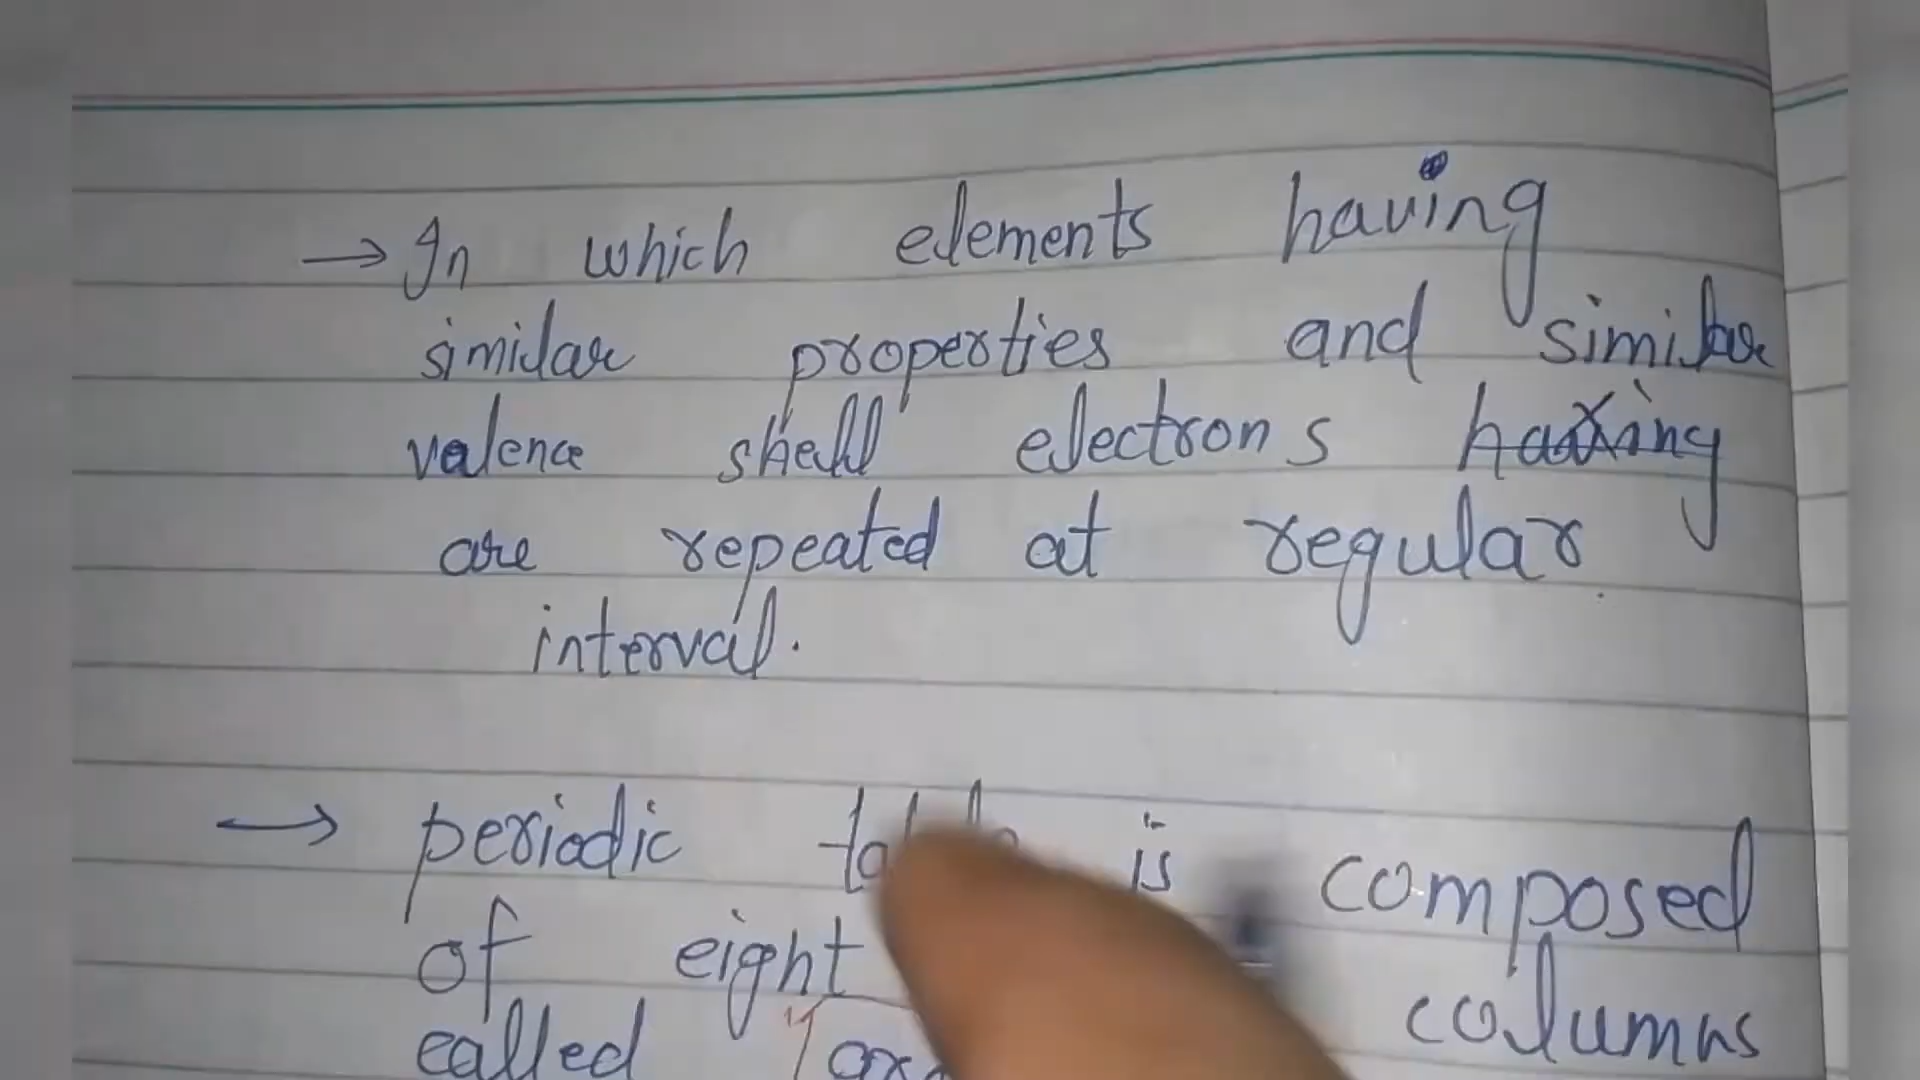 → In which elements having
similar properties and similar
valence shell electrons having
are repeated at regular
interval.
→ periodic is composed
of eight columns
called